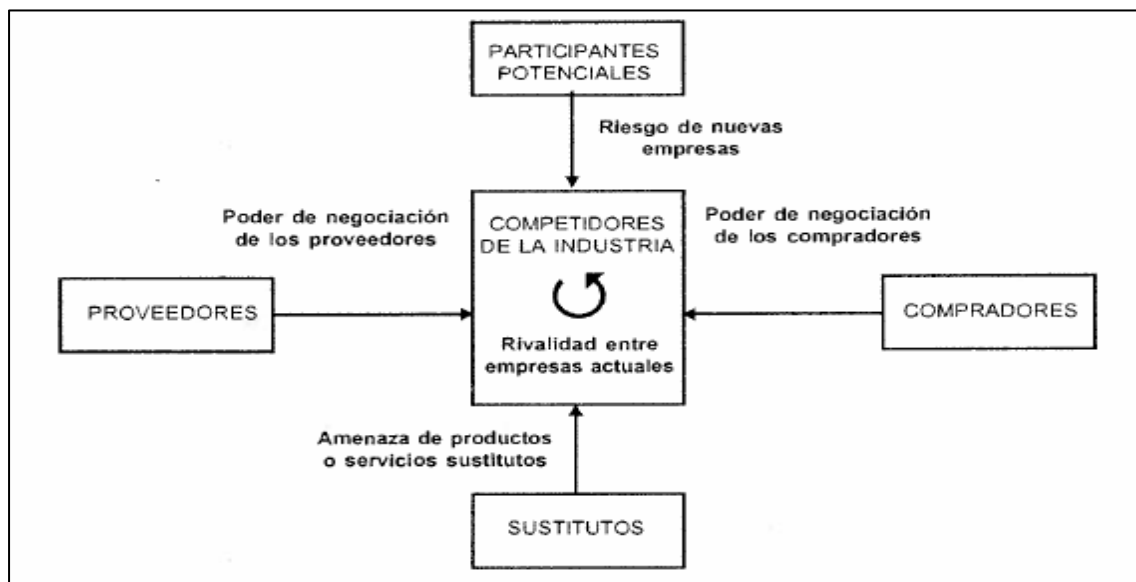 PARTICIPANTES
POTENCIALES
Riesgo de nuevas
empresas
Poder de negociación
de los proveedores
COMPETIDORES
DE LA INDUSTRIA
Rivalidad entre
empresas actuales
Poder de negociación
de los compradores
PROVEEDORES
COMPRADORES
Amenaza de productos
o servicios sustitutos
SUSTITUTOS